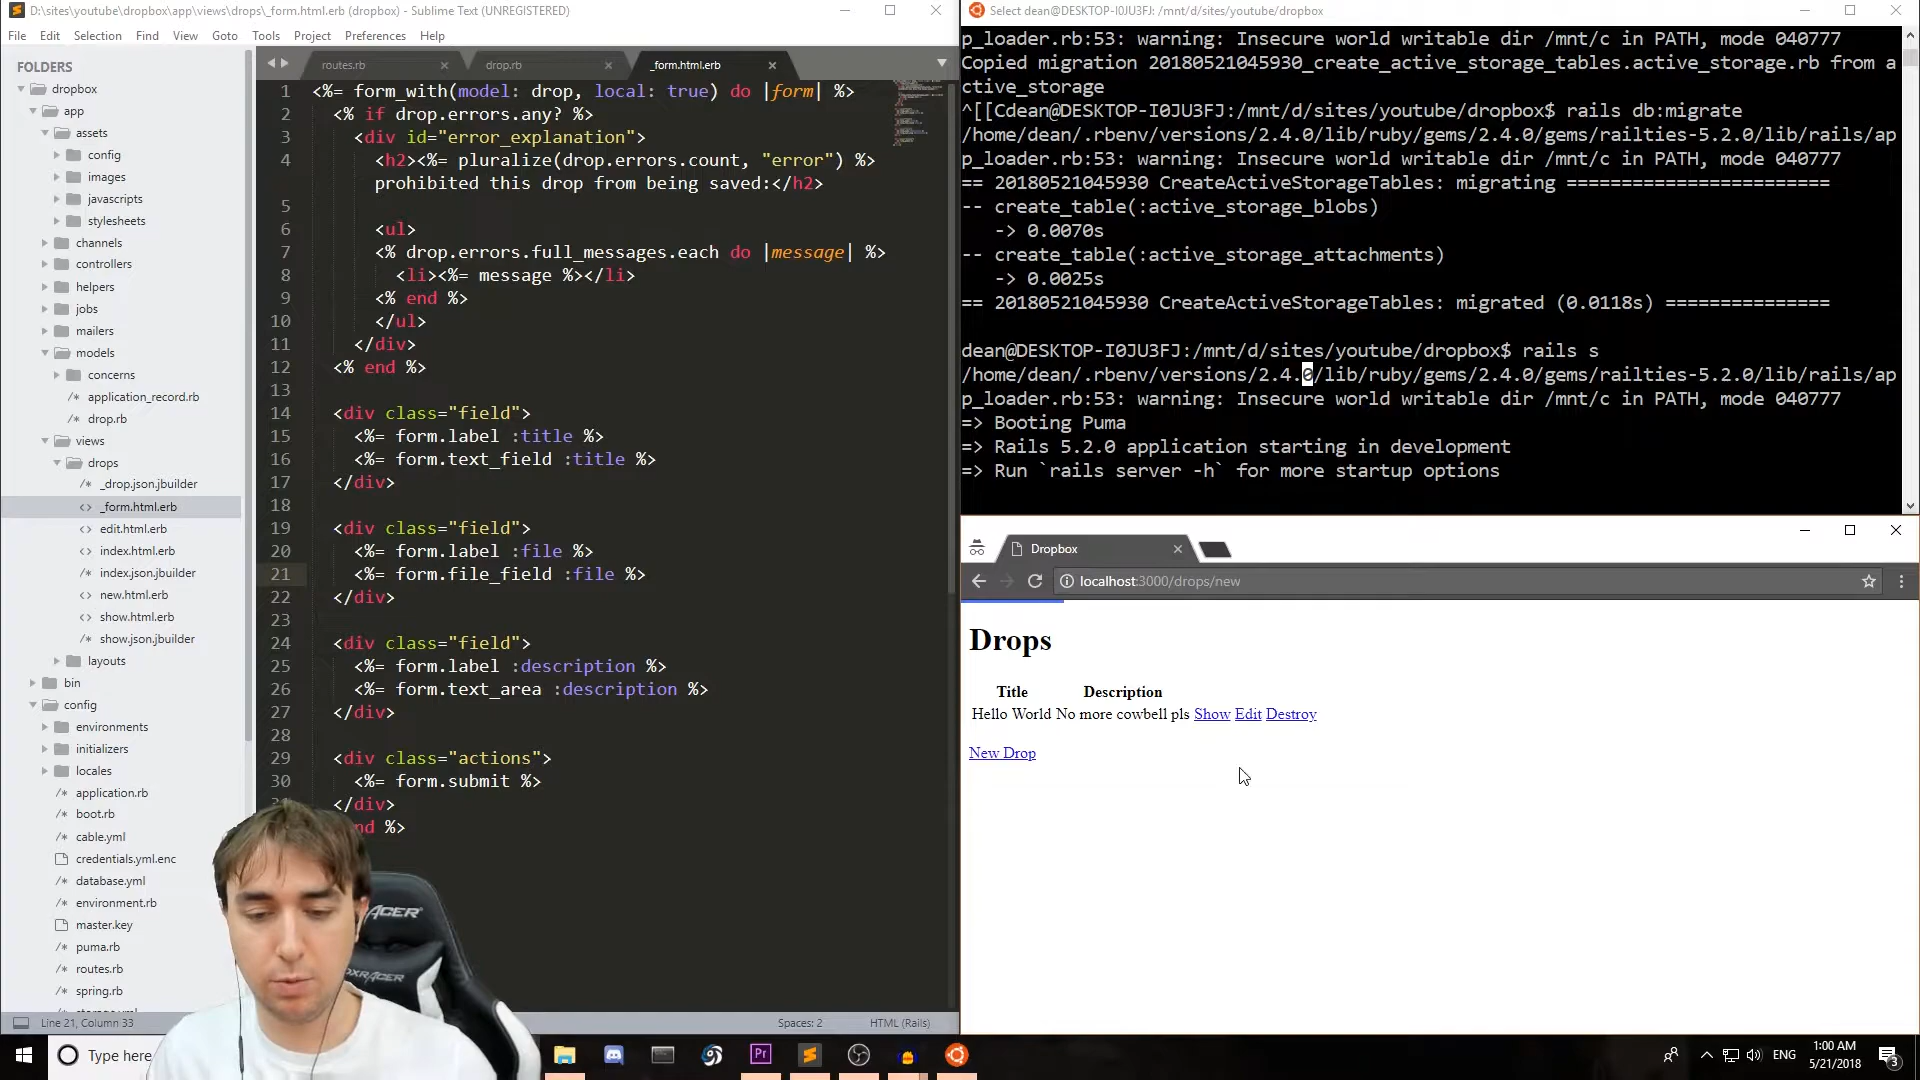 D:\sites\youtube\dropbox\app\views\drops\_form.html.erb (dropbox) - Sublime Text (UNREGISTERED)
File Edit Selection Find View Goto Tools Project Preferences Help
FOLDERS
dropbox
app
assets
config
images
javascripts
stylesheets
channels
controllers
helpers
jobs
mailers
models
concerns
application_record.rb
drop.rb
views
drops
_drop.json.jbuilder
_form.html.erb
edit.html.erb
index.html.erb
index.json.jbuilder
new.html.erb
show.html.erb
show.json.jbuilder
layouts
bin
config
environments
initializers
locales
application.rb
boot.rb
cable.yml
credentials.yml.enc
database.yml
environment.rb
master.key
puma.rb
routes.rb
spring.rb
routes.rb drop.rb _form.html.erb
1 <%= form_with(model: drop, local: true) do |form| %>
2 <% if drop.errors.any? %>
3 <div id="error_explanation">
4 <h2><%= pluralize(drop.errors.count, "error") %>
prohibited this drop from being saved:</h2>
5
6 <ul>
7 <% drop.errors.full_messages.each do |message| %>
8 <li><%= message %></li>
9 <% end %>
10 </ul>
11 </div>
12 <% end %>
13
14 <div class="field">
15 <%= form.label :title %>
16 <%= form.text_field :title %>
17 </div>
18
19 <div class="field">
20 <%= form.label :file %>
21 <%= form.file_field :file %>
22 </div>
23
24 <div class="field">
25 <%= form.label :description %>
26 <%= form.text_area :description %>
27 </div>
28
29 <div class="actions">
30 <%= form.submit %>
</div>
nd %>
Line 21, Column 33 Spaces: 2 HTML (Rails)
Select dean@DESKTOP-I0JU3FJ: /mnt/d/sites/youtube/dropbox
p_loader.rb:53: warning: Insecure world writable dir /mnt/c in PATH, mode 040777
Copied migration 20180521045930_create_active_storage_tables.active_storage.rb from a
ctive_storage
^[[Cdean@DESKTOP-I0JU3FJ:/mnt/d/sites/youtube/dropbox$ rails db:migrate
/home/dean/.rbenv/versions/2.4.0/lib/ruby/gems/2.4.0/gems/railties-5.2.0/lib/rails/ap
p_loader.rb:53: warning: Insecure world writable dir /mnt/c in PATH, mode 040777
== 20180521045930 CreateActiveStorageTables: migrating ========================
-- create_table(:active_storage_blobs)
-> 0.0070s
-- create_table(:active_storage_attachments)
-> 0.0025s
== 20180521045930 CreateActiveStorageTables: migrated (0.0118s) ===============
dean@DESKTOP-I0JU3FJ:/mnt/d/sites/youtube/dropbox$ rails s
/home/dean/.rbenv/versions/2.4.0/lib/ruby/gems/2.4.0/gems/railties-5.2.0/lib/rails/ap
p_loader.rb:53: warning: Insecure world writable dir /mnt/c in PATH, mode 040777
=> Booting Puma
=> Rails 5.2.0 application starting in development
=> Run `rails server -h` for more startup options
Dropbox
localhost:3000/drops/new
Drops
Title Description
Hello World No more cowbell pls Show Edit Destroy
New Drop
ACER
DXRACER
Type here
Pr
ENG
1:00 AM
5/21/2018
3